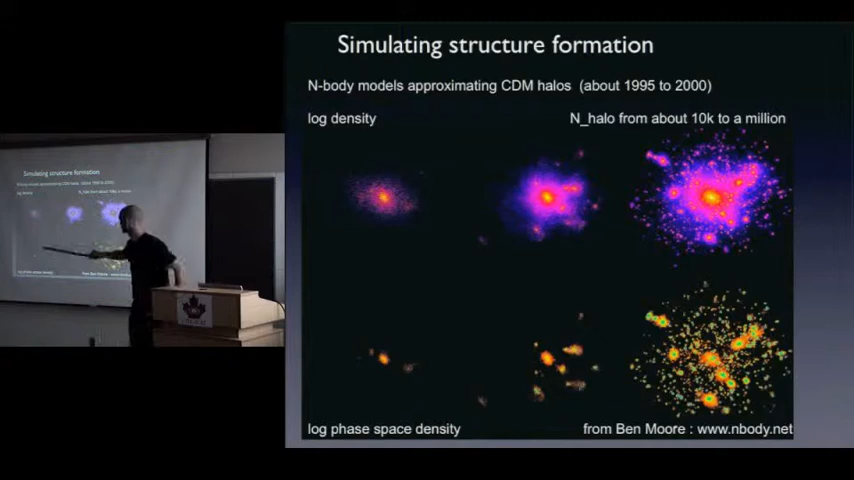 Simulating structure formation
N-body models approximating CDM halos (about 1995 to 2000)
log density
N_halo from about 10k to a million
log phase space density
from Ben Moore : www.nbody.net
Simulating structure formation